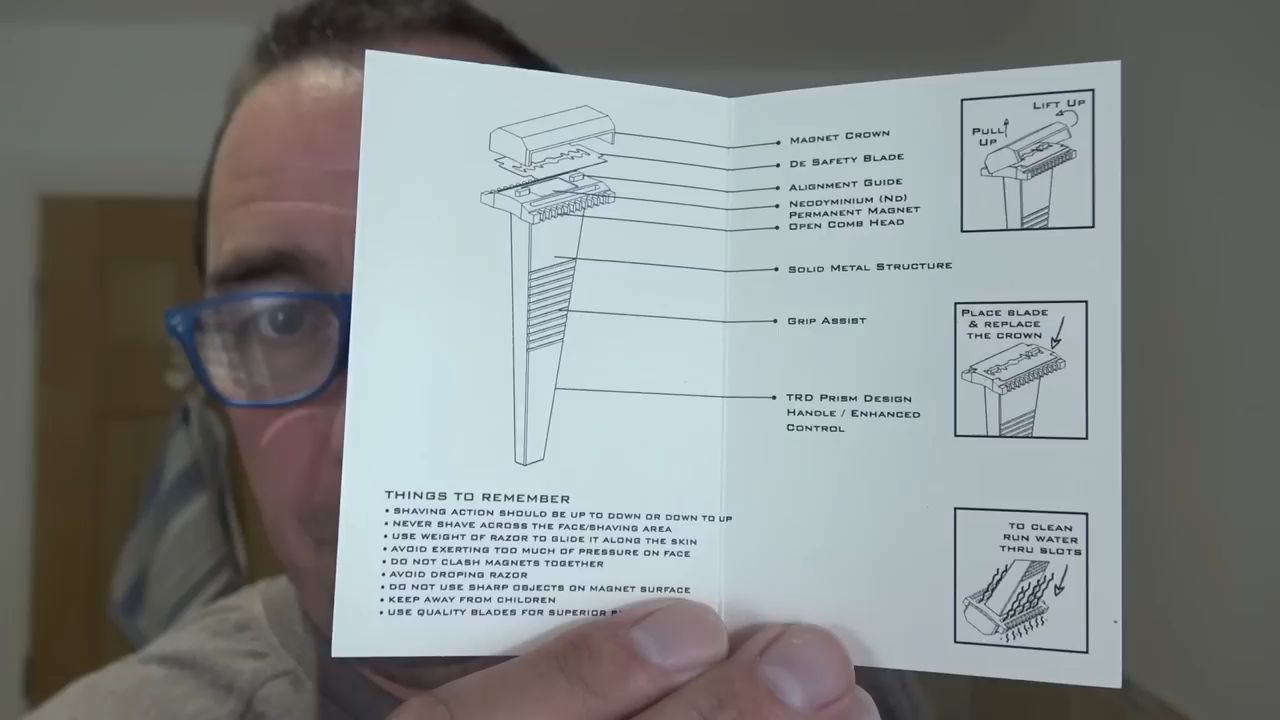 MAGNET CROWN
DE SAFETY BLADE
ALIGNMENT GUIDE
NEODYMINIUM (ND)
PERMANENT MAGNET
OPEN COMB HEAD
SOLID METAL STRUCTURE
GRIP ASSIST
TRD PRISM DESIGN
HANDLE / ENHANCED
CONTROL
THINGS TO REMEMBER
• SHAVING ACTION SHOULD BE UP TO DOWN OR DOWN TO UP
• NEVER SHAVE ACROSS THE FACE/SHAVING AREA
• USE WEIGHT OF RAZOR TO GLIDE IT ALONG THE SKIN
• AVOID EXERTING TOO MUCH OF PRESSURE ON FACE
• DO NOT CLASH MAGNETS TOGETHER
• AVOID DROPING RAZOR
• DO NOT USE SHARP OBJECTS ON MAGNET SURFACE
• KEEP AWAY FROM CHILDREN
• USE QUALITY BLADES FOR SUPERIOR
LIFT UP
PULL
UP
PLACE BLADE
& REPLACE
THE CROWN
TO CLEAN
RUN WATER
THRU SLOTS